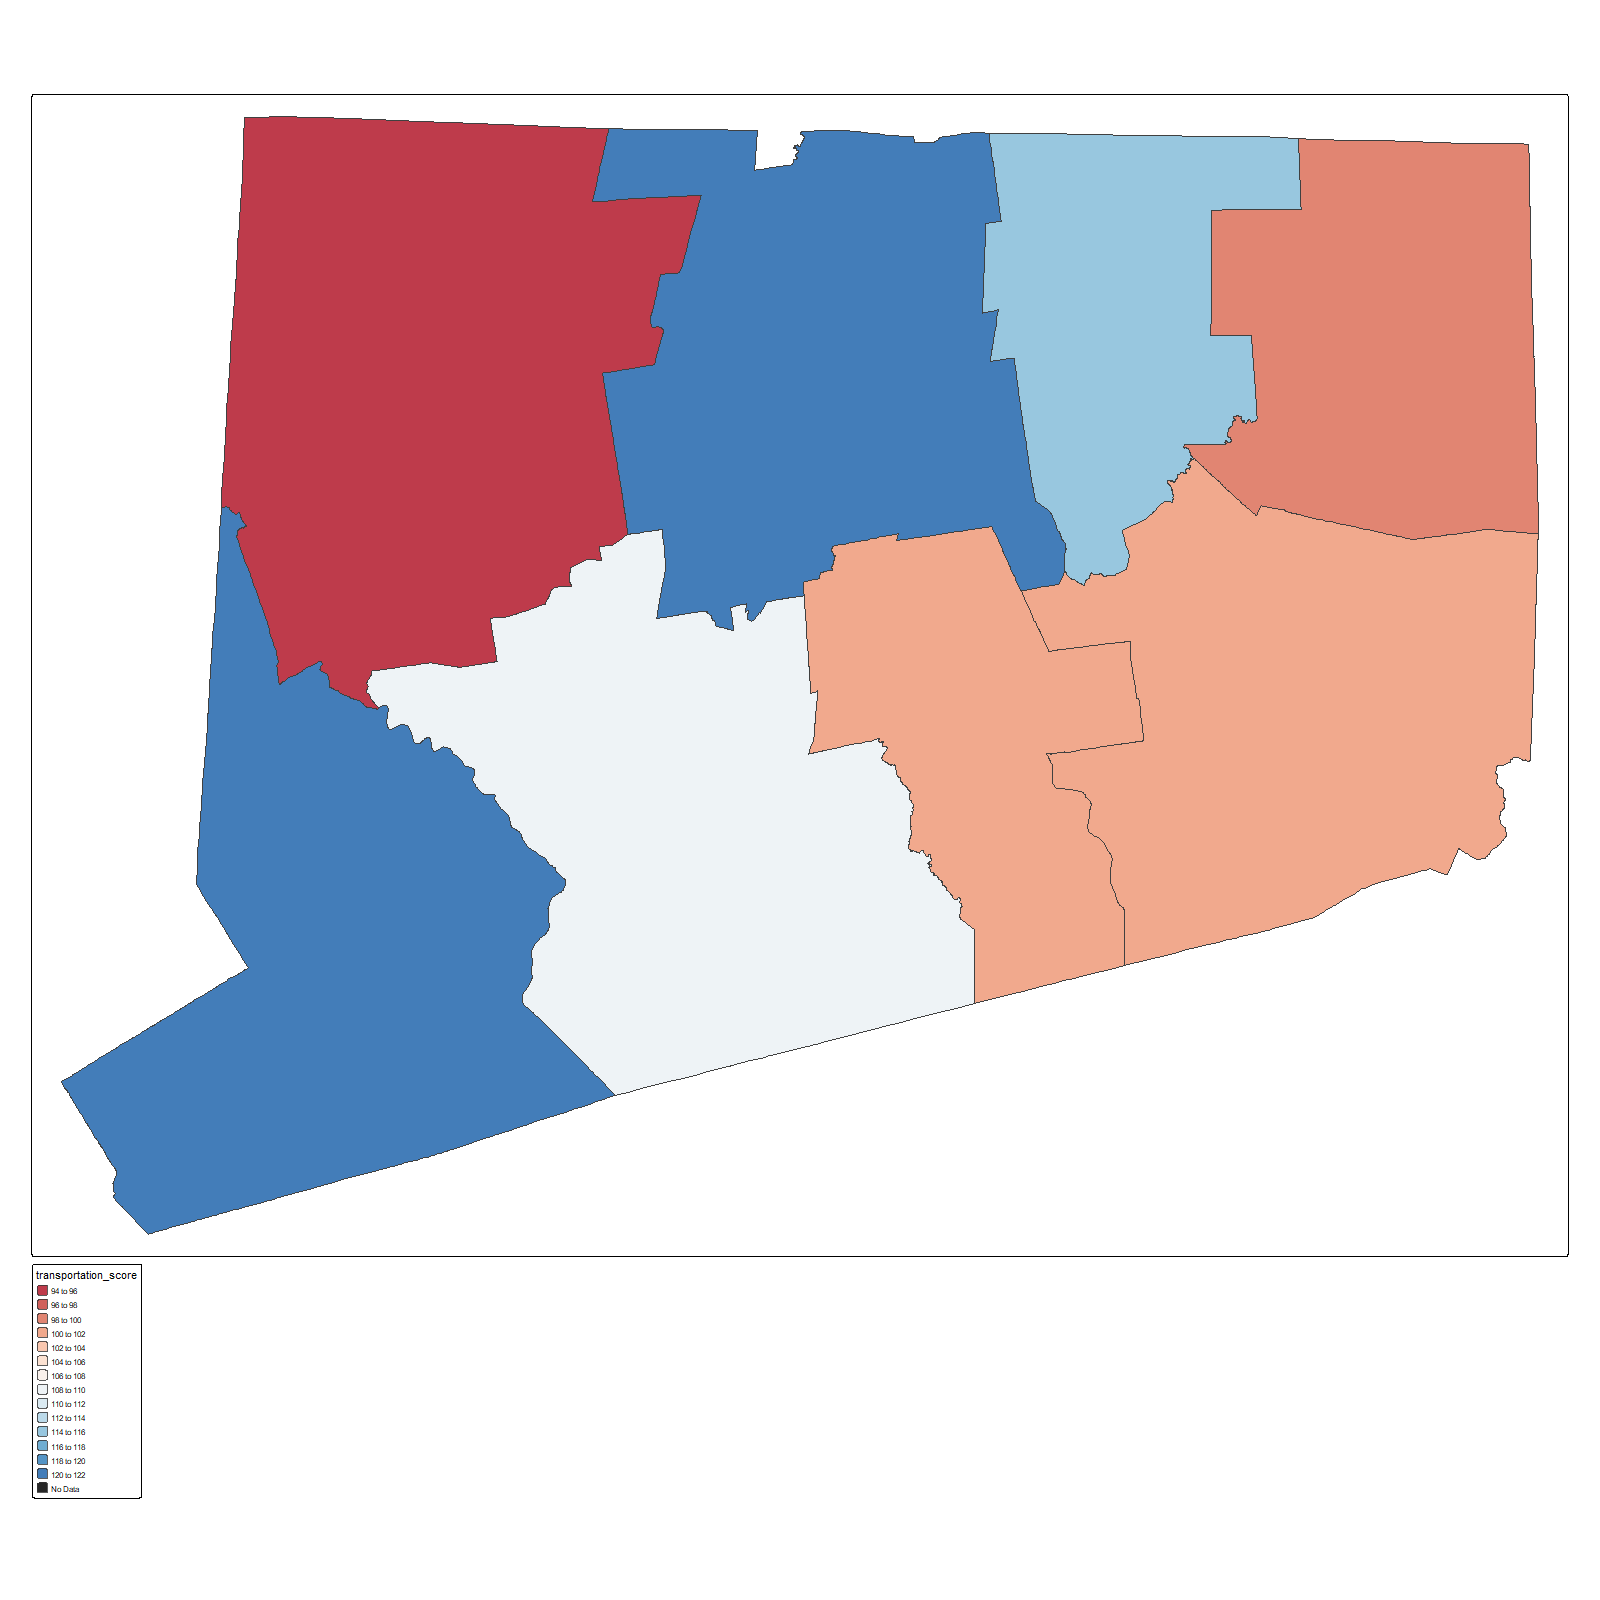 transportation_score
94 to 96
96 to 98
98 to 100
100 to 102
102 to 104
104 to 106
106 to 108
108 to 110
110 to 112
112 to 114
114 to 116
116 to 118
118 to 120
120 to 122
No Data